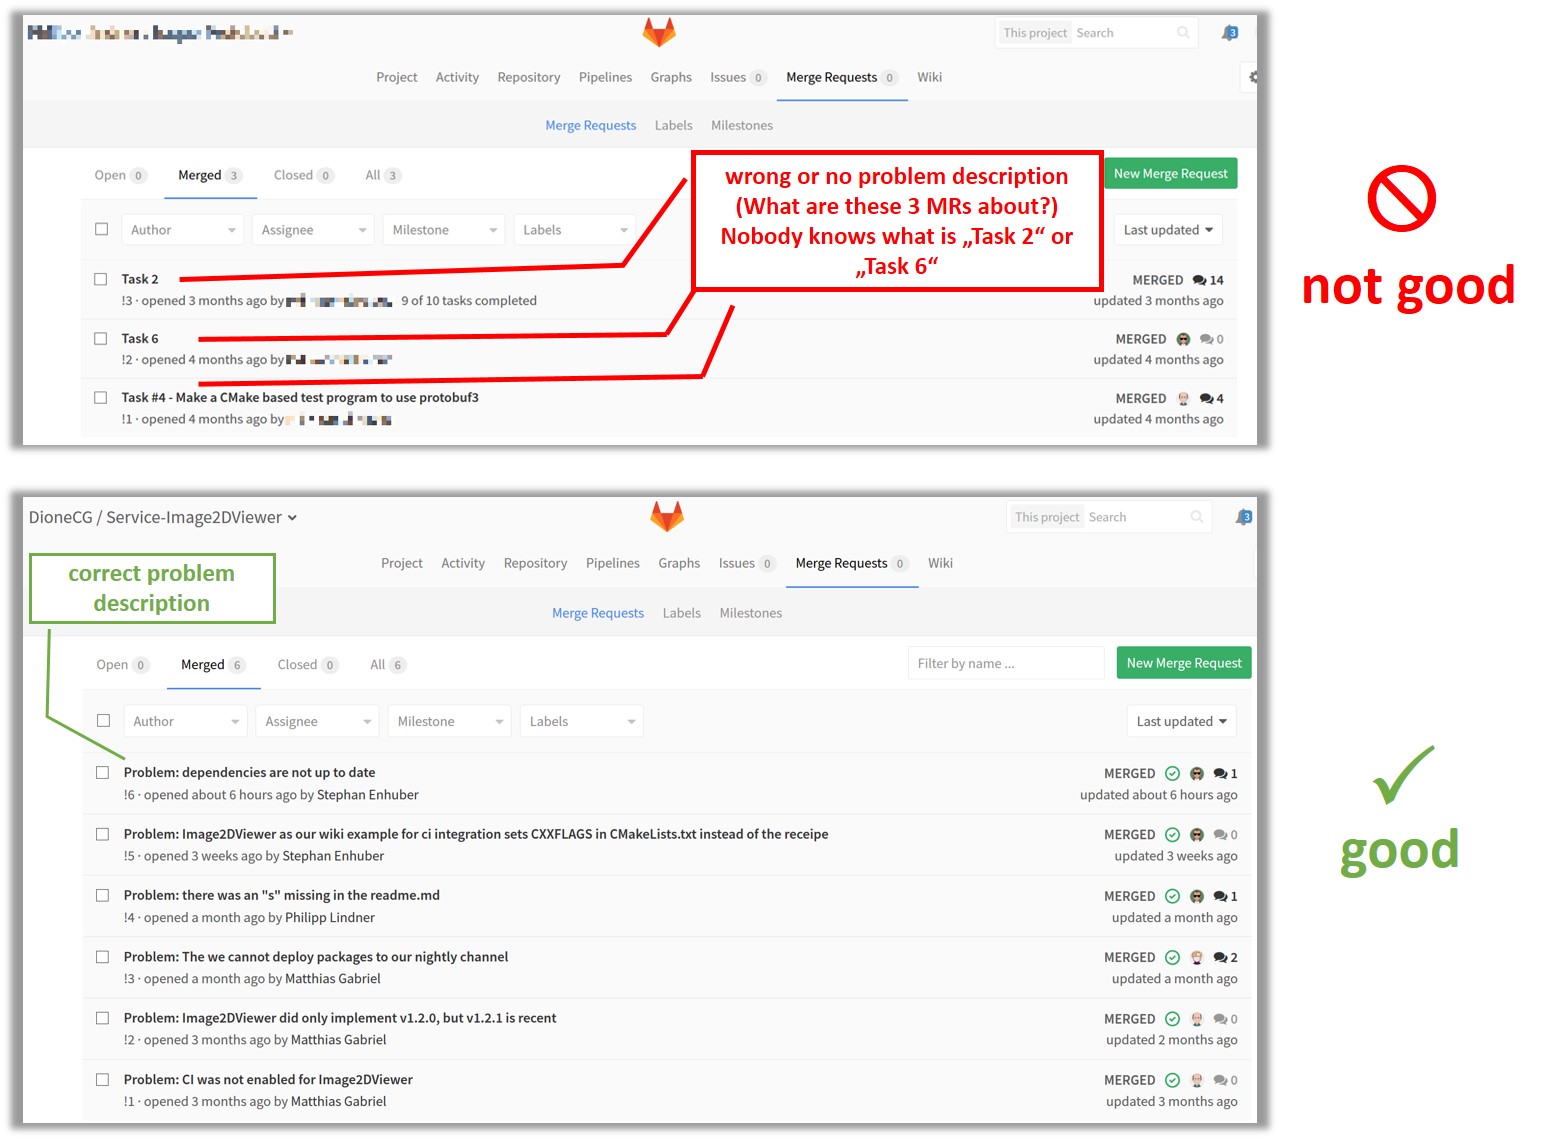 This project Search
3
Project Activity Repository Pipelines Graphs Issues 0 Merge Requests 0 Wiki
Merge Requests Labels Milestones
Open 0 Merged 3 Closed 0 All 3
New Merge Request
wrong or no problem description
(What are these 3 MRs about?)
Nobody knows what is „Task 2“ or
„Task 6“
Author Assignee Milestone Labels Last updated
Task 2 MERGED 14
!3 · opened 3 months ago by 9 of 10 tasks completed updated 3 months ago
Task 6 MERGED 0
!2 · opened 4 months ago by updated 4 months ago
Task #4 - Make a CMake based test program to use protobuf3 MERGED 4
!1 · opened 4 months ago by updated 4 months ago
not good
DioneCG / Service-Image2DViewer This project Search 3
correct problem
description
Project Activity Repository Pipelines Graphs Issues 0 Merge Requests 0 Wiki
Merge Requests Labels Milestones
Open 0 Merged 6 Closed 0 All 6 Filter by name ... New Merge Request
Author Assignee Milestone Labels Last updated
Problem: dependencies are not up to date MERGED 1
!6 · opened about 6 hours ago by Stephan Enhuber updated about 6 hours ago
Problem: Image2DViewer as our wiki example for ci integration sets CXXFLAGS in CMakeLists.txt instead of the receipe MERGED 0
!5 · opened 3 weeks ago by Stephan Enhuber updated 3 weeks ago
Problem: there was an "s" missing in the readme.md MERGED 1
!4 · opened a month ago by Philipp Lindner updated a month ago
Problem: The we cannot deploy packages to our nightly channel MERGED 2
!3 · opened a month ago by Matthias Gabriel updated a month ago
Problem: Image2DViewer did only implement v1.2.0, but v1.2.1 is recent MERGED 0
!2 · opened 3 months ago by Matthias Gabriel updated 2 months ago
Problem: CI was not enabled for Image2DViewer MERGED 0
!1 · opened 3 months ago by Matthias Gabriel updated 3 months ago
good